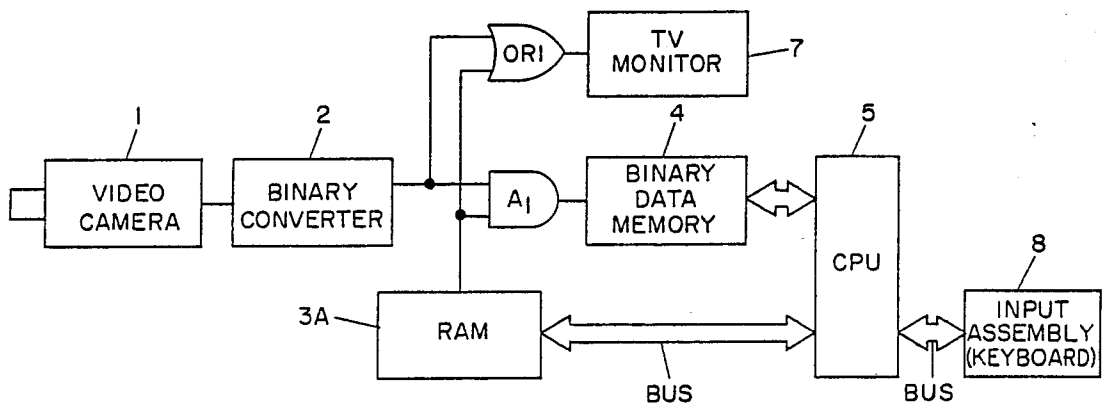 OR1
TV
MONITOR
7
1
2
4
5
VIDEO
CAMERA
BINARY
CONVERTER
A1
BINARY
DATA
MEMORY
CPU
8
3A
RAM
INPUT
ASSEMBLY
(KEYBOARD)
BUS
BUS